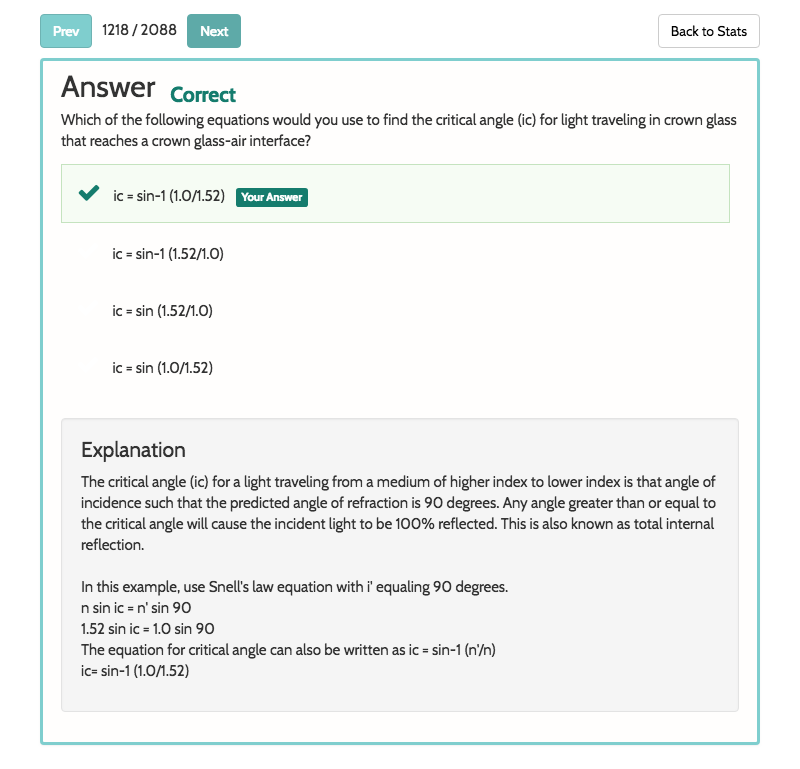 Prev 1218 / 2088 Next Back to Stats
Answer Correct
Which of the following equations would you use to find the critical angle (ic) for light traveling in crown glass
that reaches a crown glass-air interface?
ic = sin-1 (1.0/1.52) Your Answer
ic = sin-1 (1.52/1.0)
ic = sin (1.52/1.0)
ic = sin (1.0/1.52)
Explanation
The critical angle (ic) for a light traveling from a medium of higher index to lower index is that angle of
incidence such that the predicted angle of refraction is 90 degrees. Any angle greater than or equal to
the critical angle will cause the incident light to be 100% reflected. This is also known as total internal
reflection.
In this example, use Snell's law equation with i' equaling 90 degrees.
n sin ic = n' sin 90
1.52 sin ic = 1.0 sin 90
The equation for critical angle can also be written as ic = sin-1 (n'/n)
ic= sin-1 (1.0/1.52)